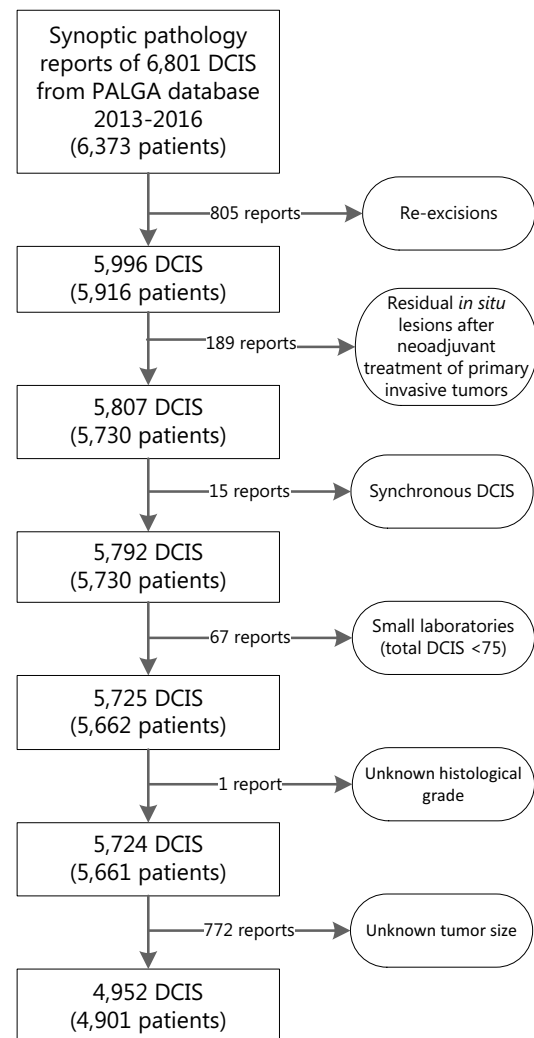 Synoptic pathology
reports of 6,801 DCIS
from PALGA database
2013-2016
(6,373 patients)
805 reports
Re-excisions
5,996 DCIS
(5,916 patients)
189 reports
Residual in situ
lesions after
neoadjuvant
treatment of primary
invasive tumors
5,807 DCIS
(5,730 patients)
15 reports
Synchronous DCIS
5,792 DCIS
(5,730 patients)
67 reports
Small laboratories
(total DCIS <75)
5,725 DCIS
(5,662 patients)
1 report
Unknown histological
grade
5,724 DCIS
(5,661 patients)
772 reports
Unknown tumor size
4,952 DCIS
(4,901 patients)